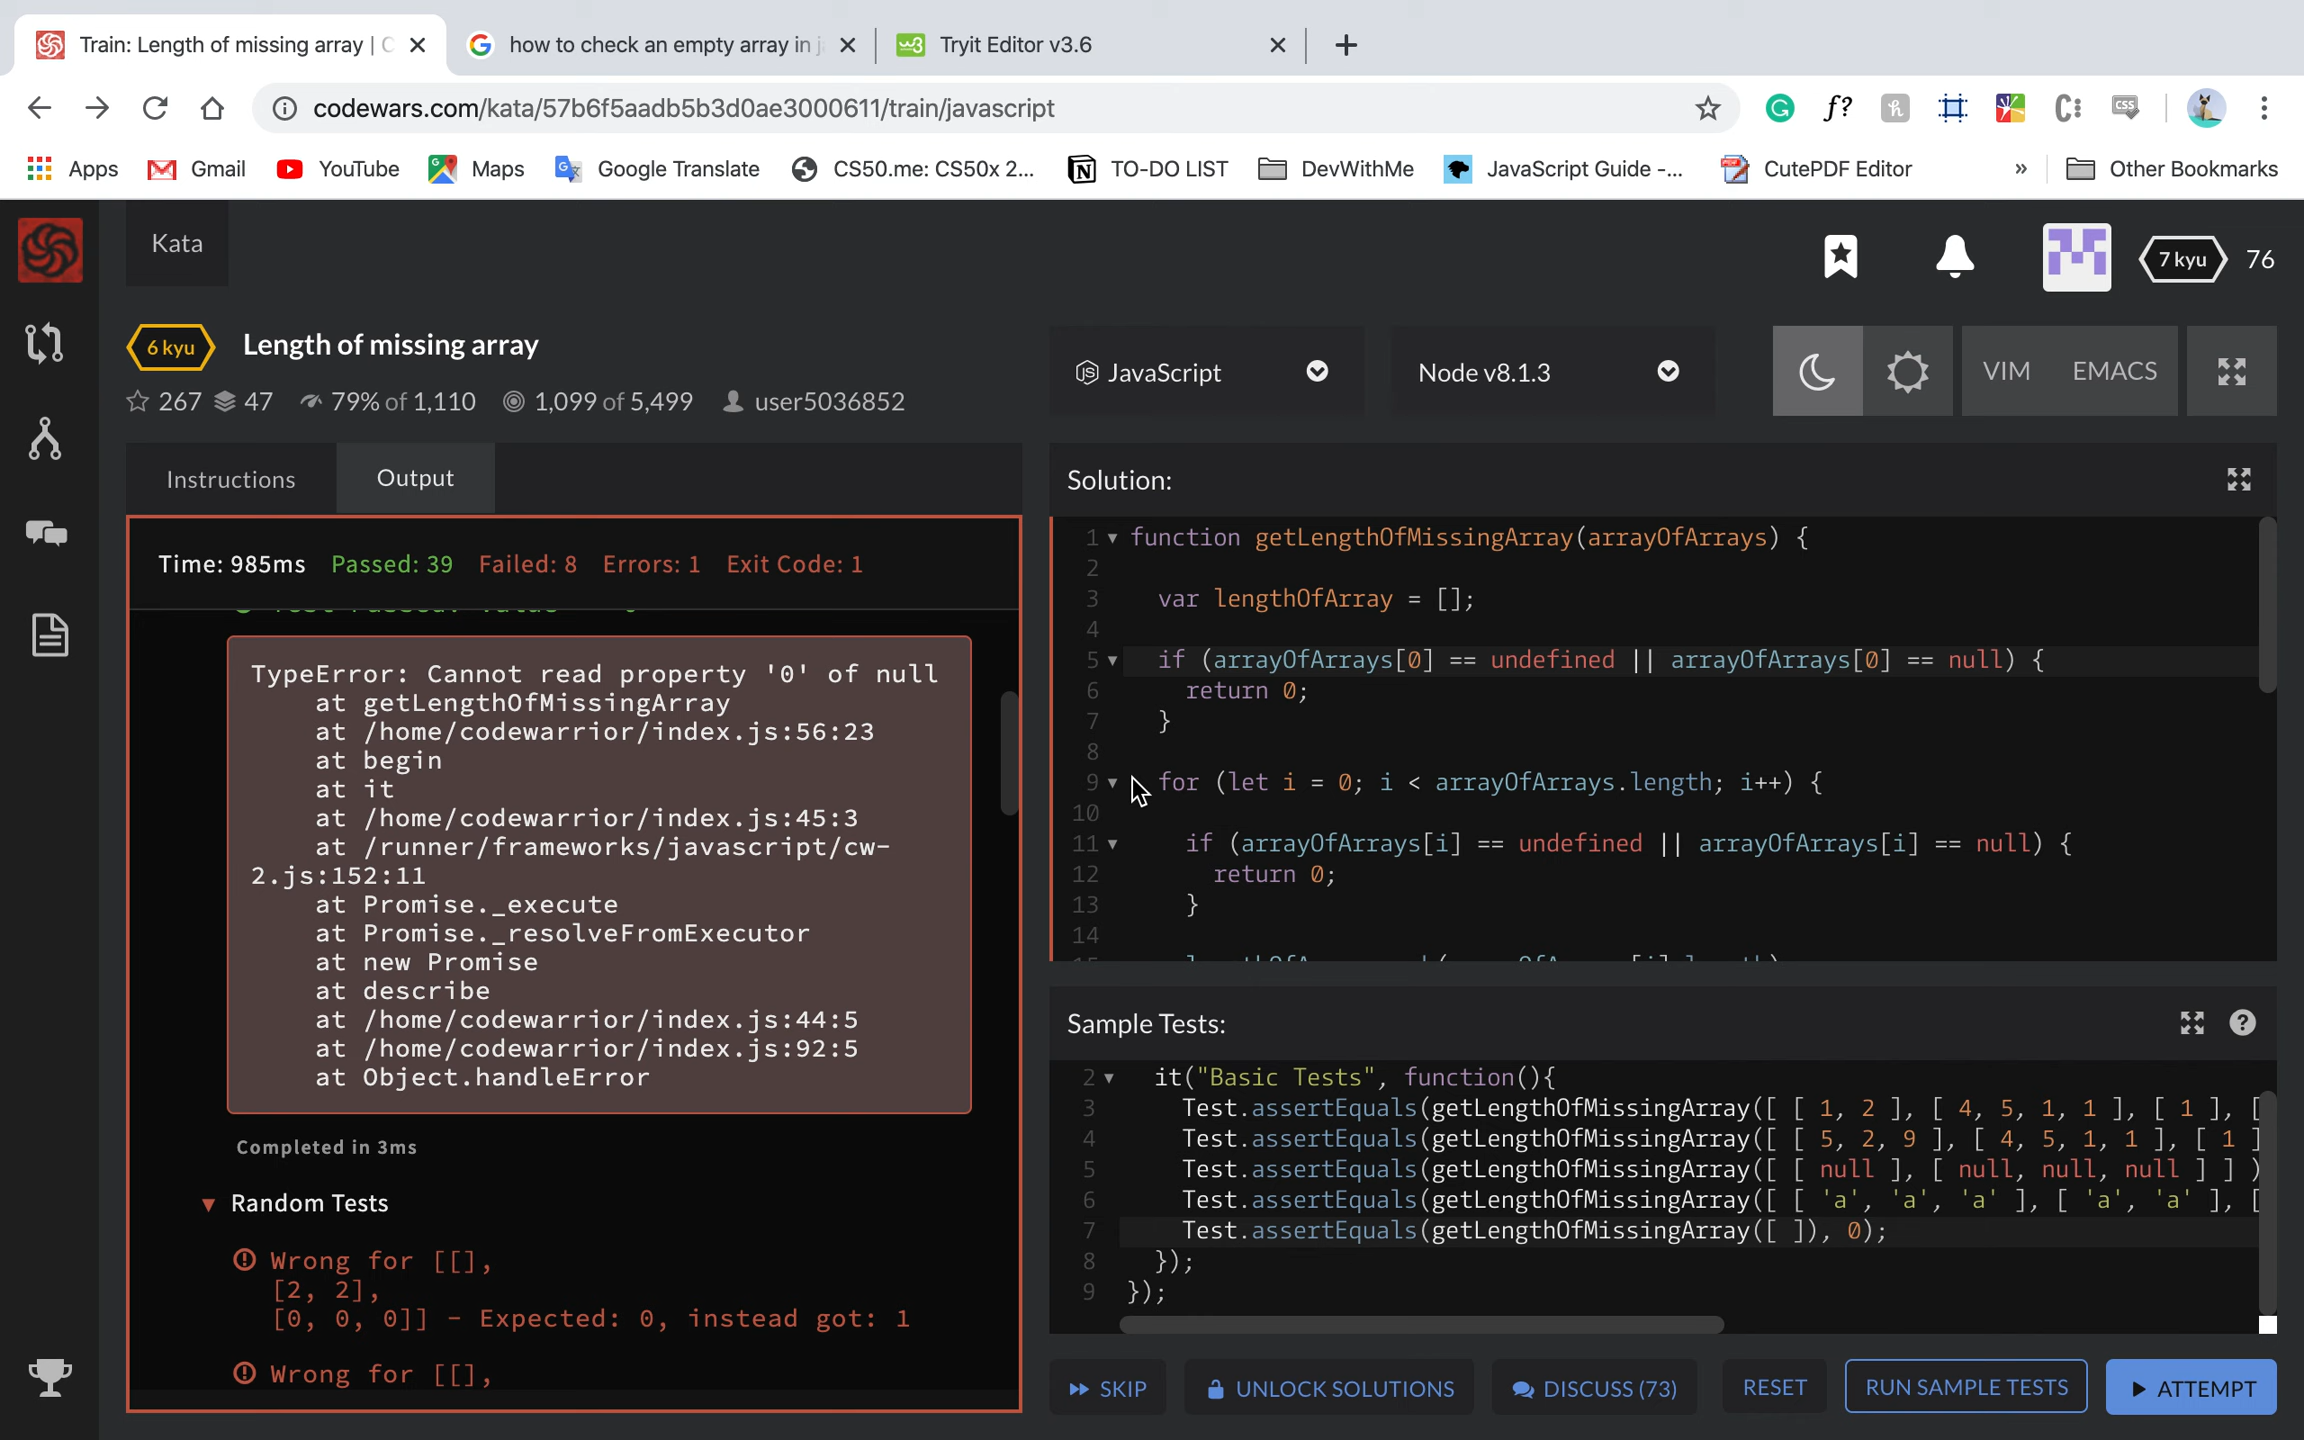 Train: Length of missing array | C
how to check an empty array in j
Tryit Editor v3.6
codewars.com/kata/57b6f5aadb5b3d0ae3000611/train/javascript
Apps
Gmail
YouTube
Maps
Google Translate
CS50.me: CS50x 2...
TO-DO LIST
DevWithMe
JavaScript Guide -...
CutePDF Editor
»
Other Bookmarks
Kata
7 kyu
76
6 kyu
Length of missing array
267
47
79% of 1,110
1,099 of 5,499
user5036852
JavaScript
Node v8.1.3
VIM
EMACS
Instructions
Output
Time: 985ms Passed: 39 Failed: 8 Errors: 1 Exit Code: 1
TypeError: Cannot read property '0' of null
at getLengthOfMissingArray
at /home/codewarrior/index.js:56:23
at begin
at it
at /home/codewarrior/index.js:45:3
at /runner/frameworks/javascript/cw-
2.js:152:11
at Promise._execute
at Promise._resolveFromExecutor
at new Promise
at describe
at /home/codewarrior/index.js:44:5
at /home/codewarrior/index.js:92:5
at Object.handleError
Completed in 3ms
Random Tests
Wrong for [[],
[2, 2],
[0, 0, 0]] - Expected: 0, instead got: 1
Wrong for [[],
Solution:
1 function getLengthOfMissingArray(arrayOfArrays) {
2
3 var lengthOfArray = [];
4
5 if (arrayOfArrays[0] == undefined || arrayOfArrays[0] == null) {
6 return 0;
7 }
8
9 for (let i = 0; i < arrayOfArrays.length; i++) {
10
11 if (arrayOfArrays[i] == undefined || arrayOfArrays[i] == null) {
12 return 0;
13 }
14
Sample Tests:
2 it("Basic Tests", function(){
3 Test.assertEquals(getLengthOfMissingArray([ [ 1, 2 ], [ 4, 5, 1, 1 ], [ 1 ], [
4 Test.assertEquals(getLengthOfMissingArray([ [ 5, 2, 9 ], [ 4, 5, 1, 1 ], [ 1 ]
5 Test.assertEquals(getLengthOfMissingArray([ [ null ], [ null, null, null ] ] )
6 Test.assertEquals(getLengthOfMissingArray([ [ 'a', 'a', 'a' ], [ 'a', 'a' ], [
7 Test.assertEquals(getLengthOfMissingArray([ ]), 0);
8 });
9 });
SKIP
UNLOCK SOLUTIONS
DISCUSS (73)
RESET
RUN SAMPLE TESTS
ATTEMPT